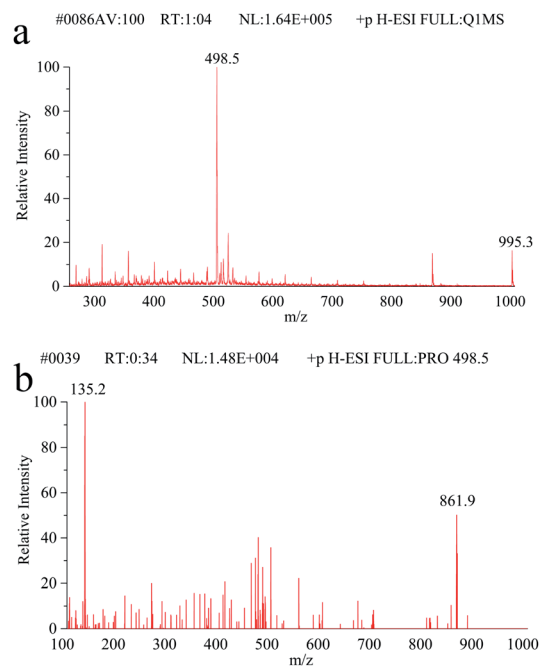 a
#0086AV:100 RT:1:04 NL:1.64E+005 +p H-ESI FULL:Q1MS
498.5
995.3
100
80
60
40
20
0
Relative Intensity
300 400 500 600 700 800 900 1000
m/z
b
#0039 RT:0:34 NL:1.48E+004 +p H-ESI FULL:PRO 498.5
135.2
861.9
100
80
60
40
20
0
Relative Intensity
100 200 300 400 500 600 700 800 900 1000
m/z